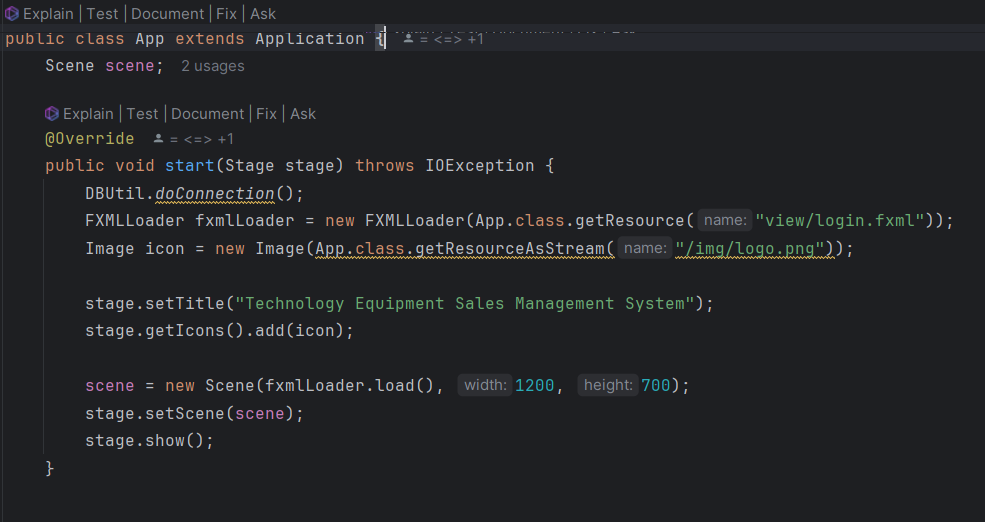 Explain | Test | Document | Fix | Ask
public class App extends Application { = <=> +1
Scene scene; 2 usages
Explain | Test | Document | Fix | Ask
@Override = <=> +1
public void start(Stage stage) throws IOException {
DBUtil.doConnection();
FXMLLoader fxmlLoader = new FXMLLoader(App.class.getResource( name: "view/login.fxml"));
Image icon = new Image(App.class.getResourceAsStream( name: "/img/logo.png"));
stage.setTitle("Technology Equipment Sales Management System");
stage.getIcons().add(icon);
scene = new Scene(fxmlLoader.load(), width: 1200, height: 700);
stage.setScene(scene);
stage.show();
}